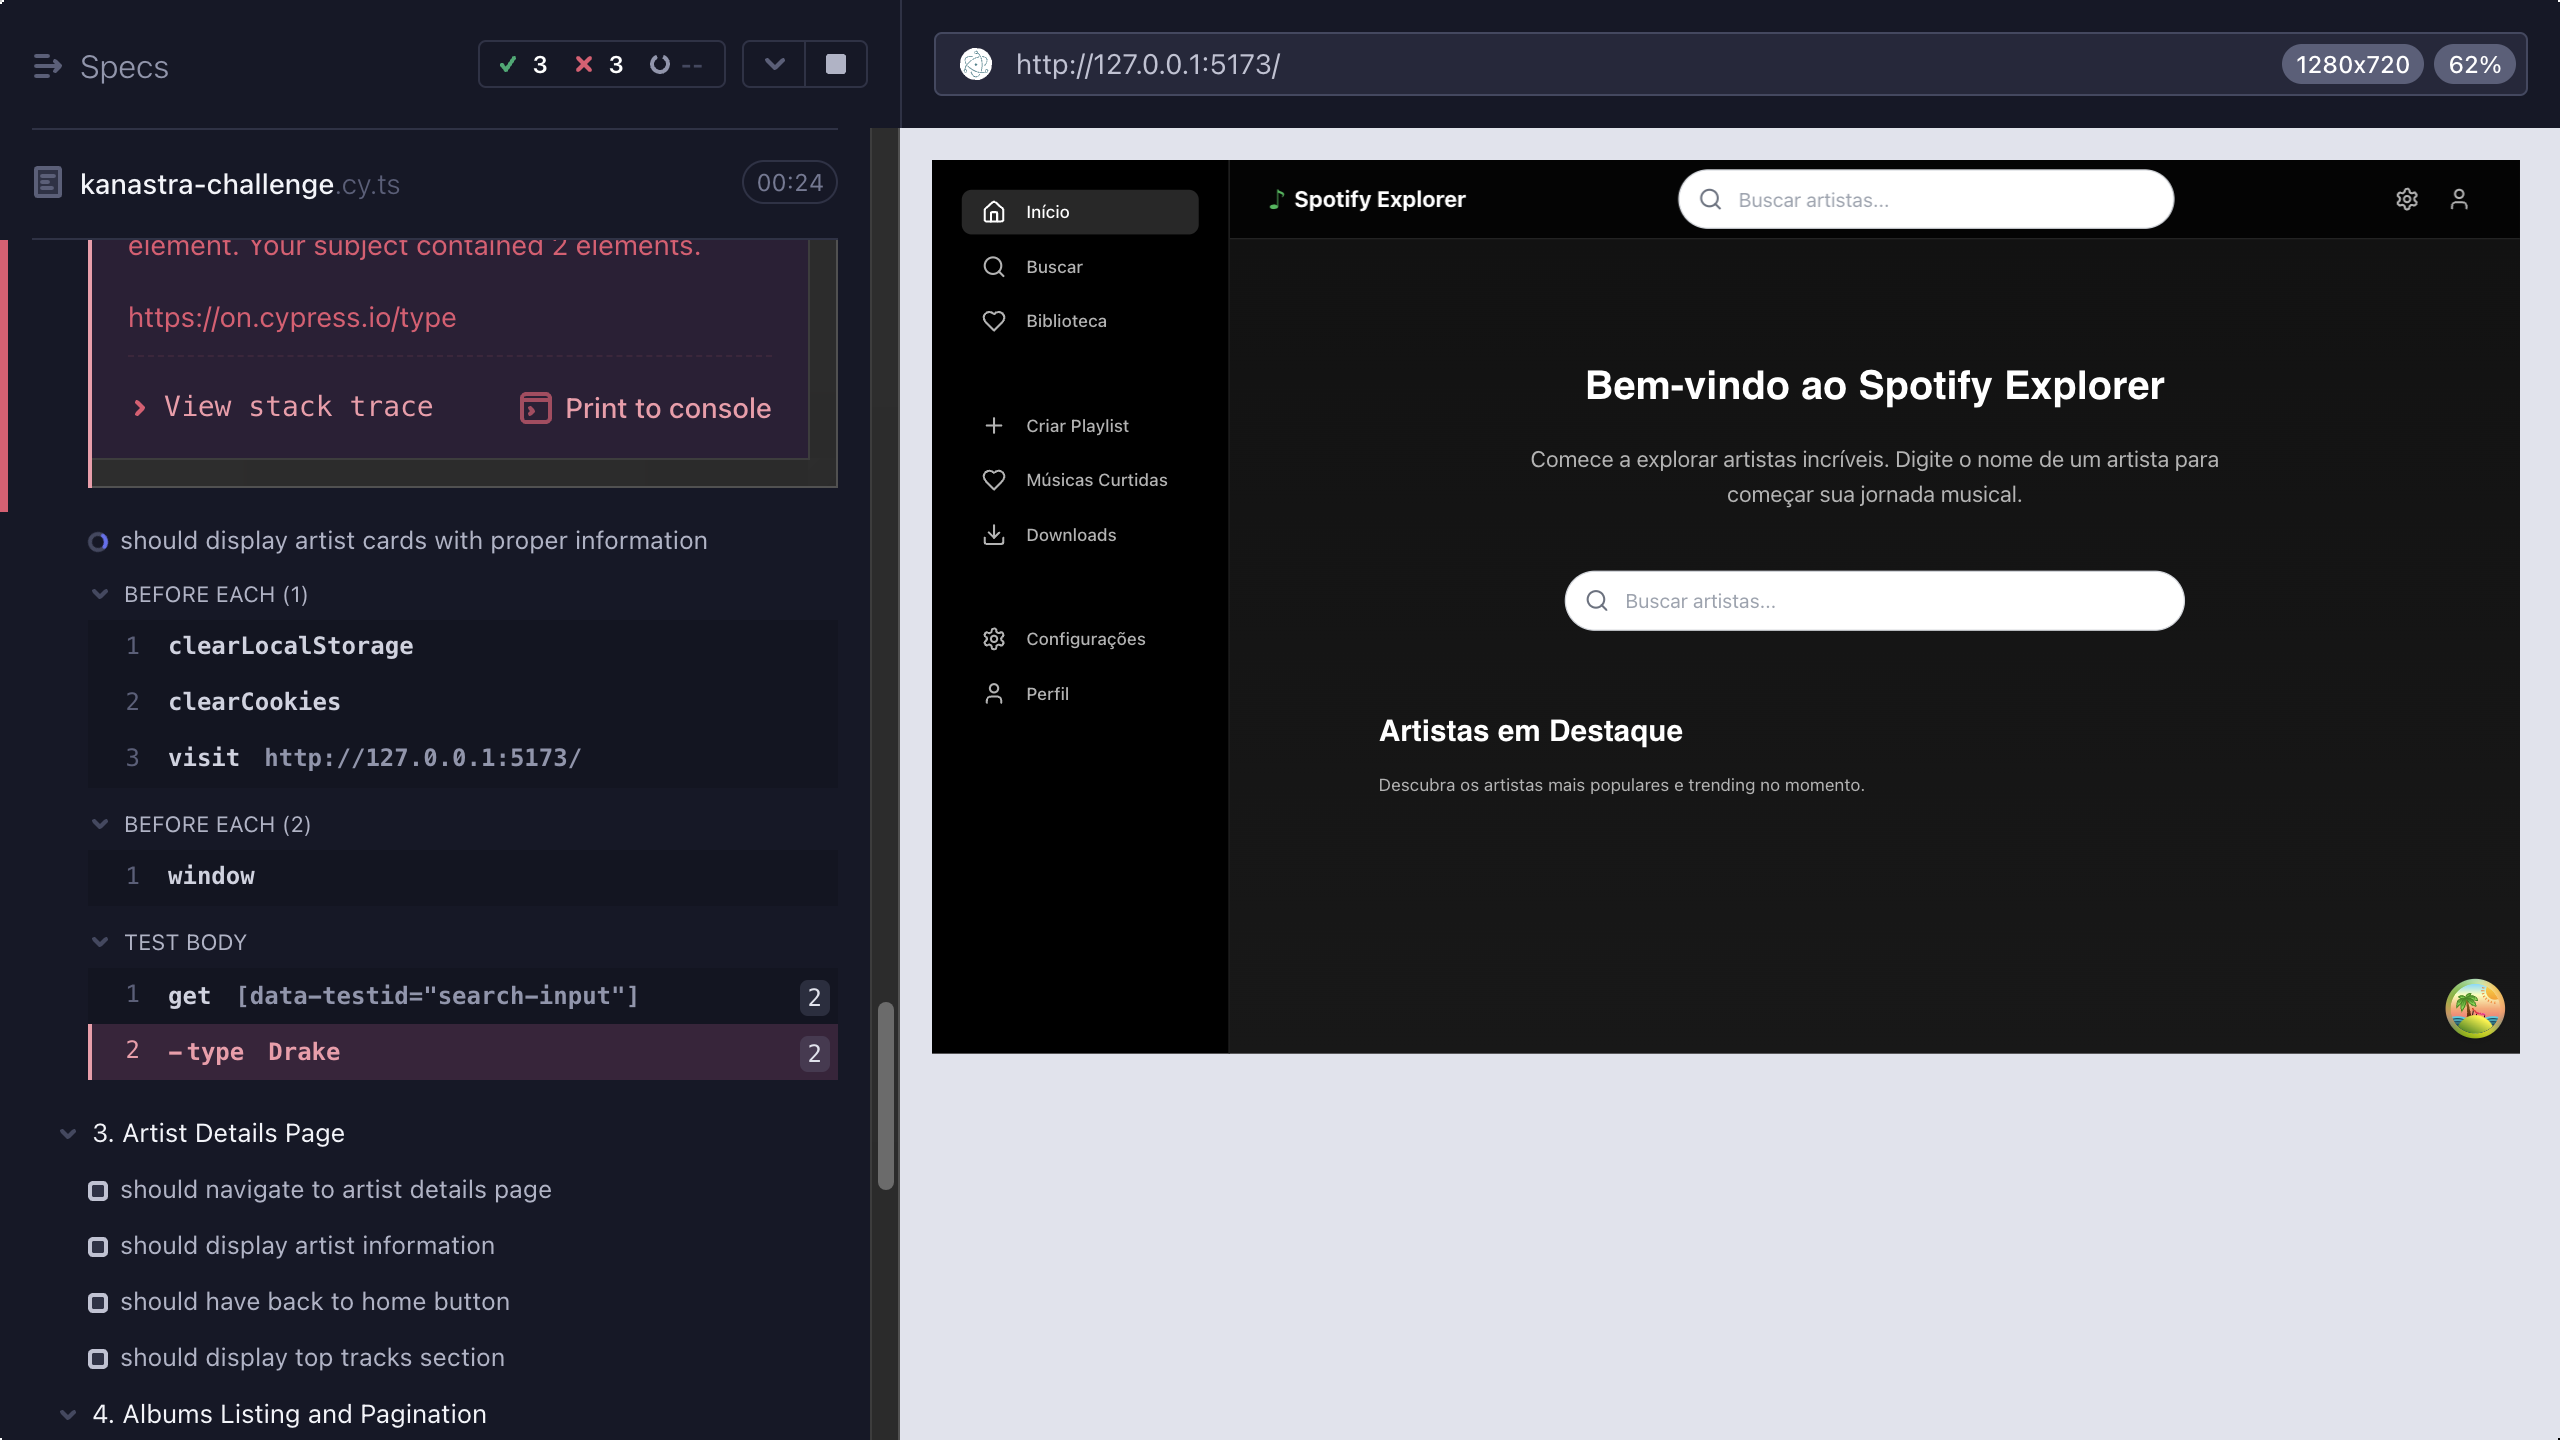 Specs
3
3
--
http://127.0.0.1:5173/
1280x720
62%
kanastra-challenge.cy.ts
00:24
element. Your subject contained 2 elements.
https://on.cypress.io/type
View stack trace
Print to console
should display artist cards with proper information
BEFORE EACH (1)
1 clearLocalStorage
2 clearCookies
3 visit http://127.0.0.1:5173/
BEFORE EACH (2)
1 window
TEST BODY
1 get [data-testid="search-input"] 2
2 -type Drake 2
3. Artist Details Page
should navigate to artist details page
should display artist information
should have back to home button
should display top tracks section
4. Albums Listing and Pagination
Início
Buscar
Biblioteca
Criar Playlist
Músicas Curtidas
Downloads
Configurações
Perfil
Spotify Explorer
Buscar artistas...
Bem-vindo ao Spotify Explorer
Comece a explorar artistas incríveis. Digite o nome de um artista para
começar sua jornada musical.
Buscar artistas...
Artistas em Destaque
Descubra os artistas mais populares e trending no momento.